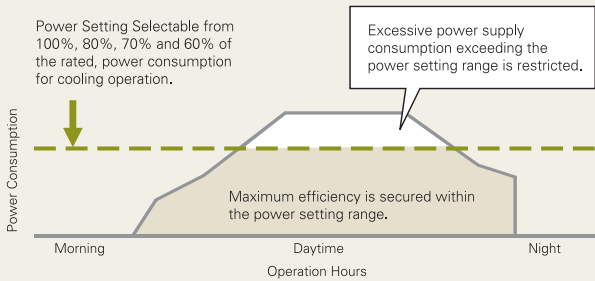 Power Setting Selectable from
100%, 80%, 70% and 60% of
the rated, power consumption
for cooling operation.
Excessive power supply
consumption exceeding the
power setting range is restricted.
Power Consumption
Maximum efficiency is secured within
the power setting range.
Morning
Daytime
Night
Operation Hours